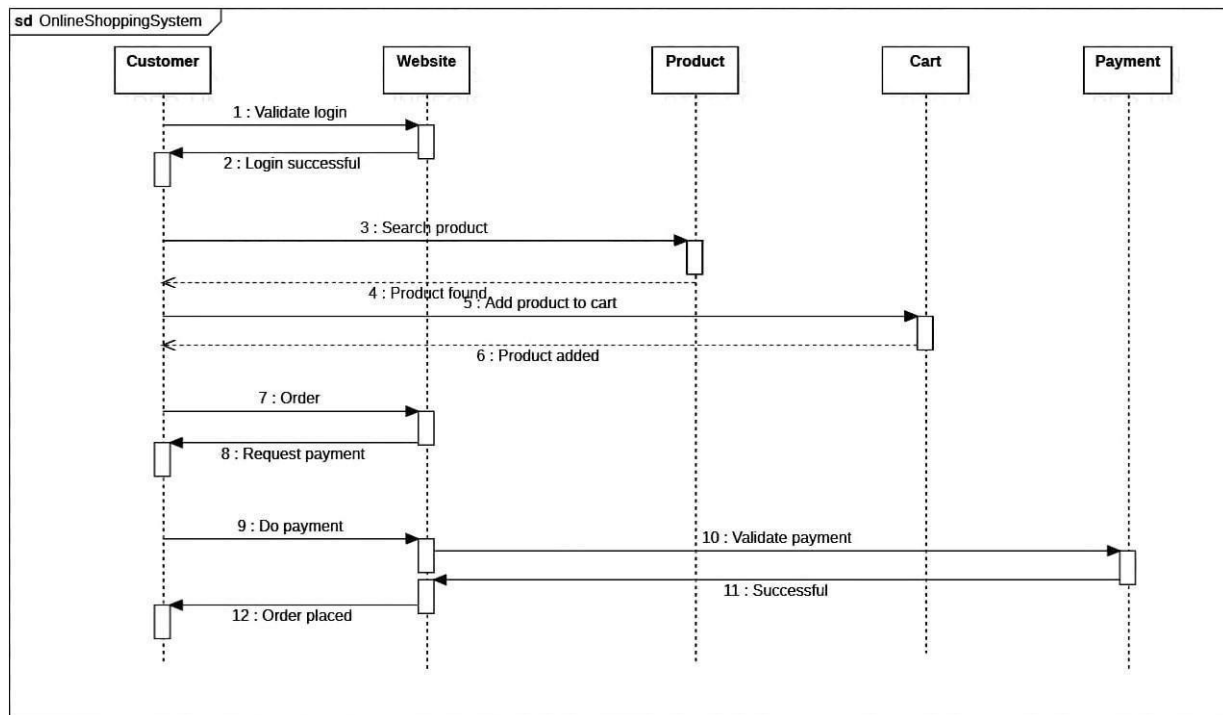 sd OnlineShoppingSystem
Customer
Website
Product
Cart
Payment
1 : Validate login
2 : Login successful
3 : Search product
4 : Product found
5 : Add product to cart
6 : Product added
7 : Order
8 : Request payment
9 : Do payment
10 : Validate payment
11 : Successful
12 : Order placed